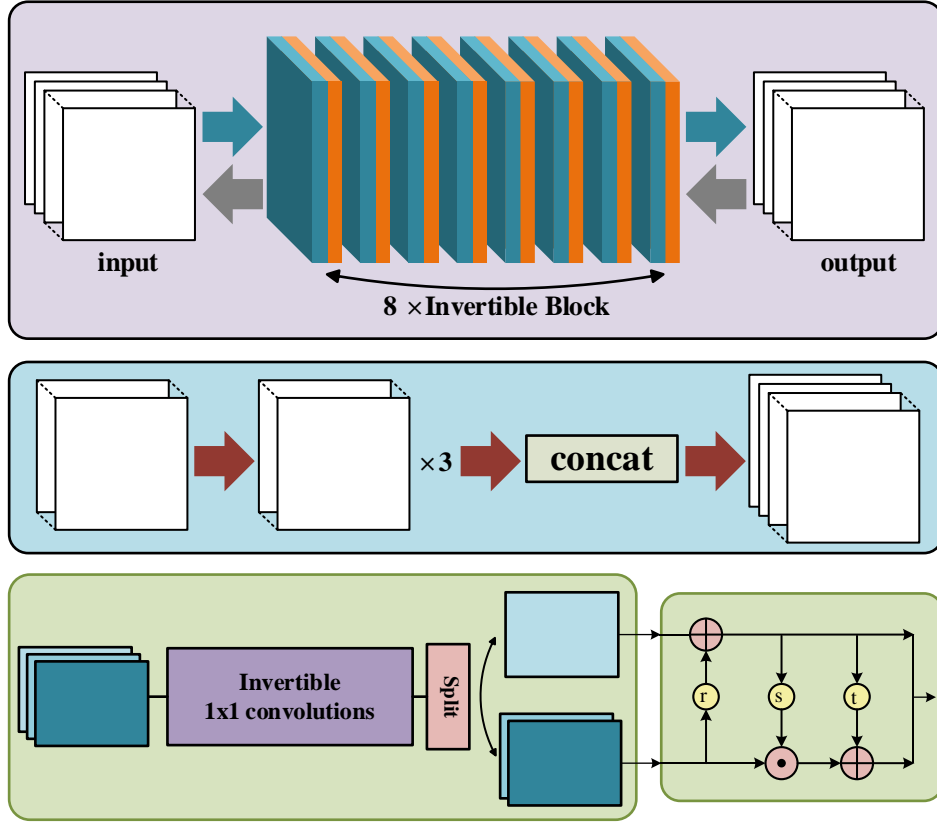 input
output
8 ×Invertible Block
×3
concat
Invertible
1x1 convolutions
Split
r
s
t